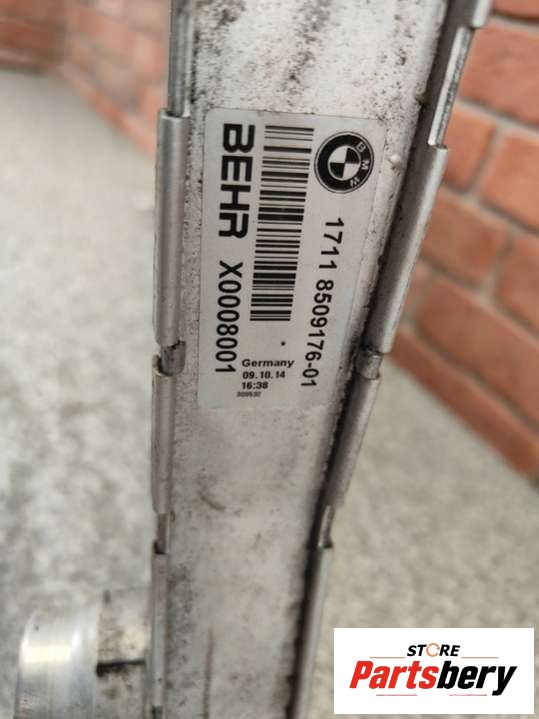 BMW
BEHR
X0008001
1711 8509176-01
Germany
09.10.14
16:38
STORE
Partsbery